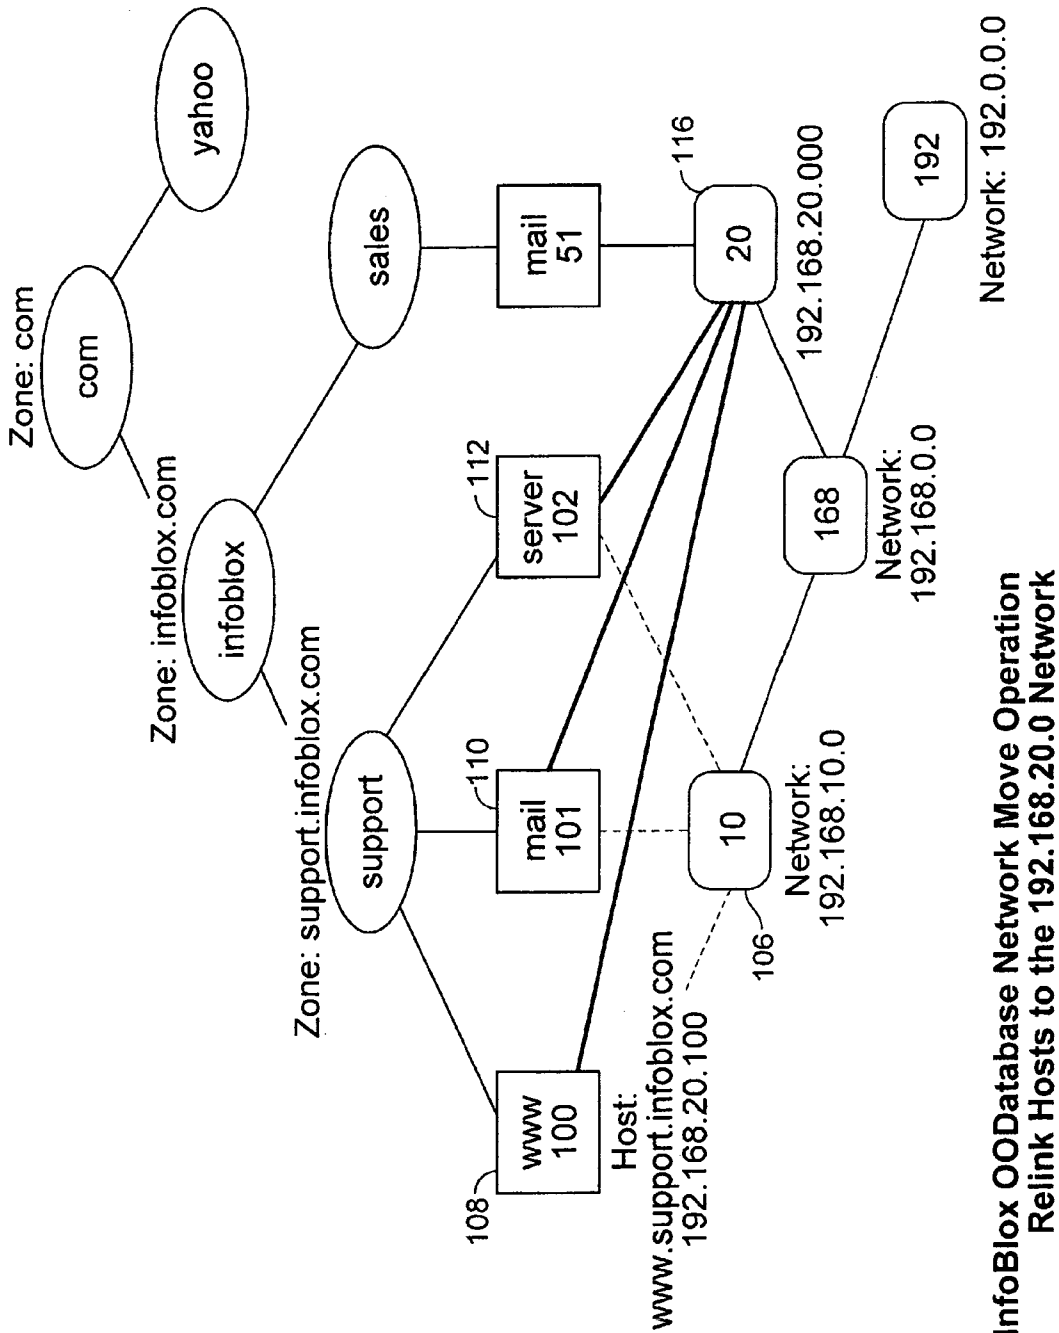 Zone: com
com
yahoo
Zone: infoblox.com
infoblox
sales
Zone: support.infoblox.com
support
108
www
100
110
mail
101
112
server
102
mail
51
Host:
www.support.infoblox.com
192.168.20.100
106
10
Network:
192.168.10.0
116
20
192.168.20.000
168
Network:
192.168.0.0
192
Network: 192.0.0.0
InfoBlox OODatabase Network Move Operation
Relink Hosts to the 192.168.20.0 Network